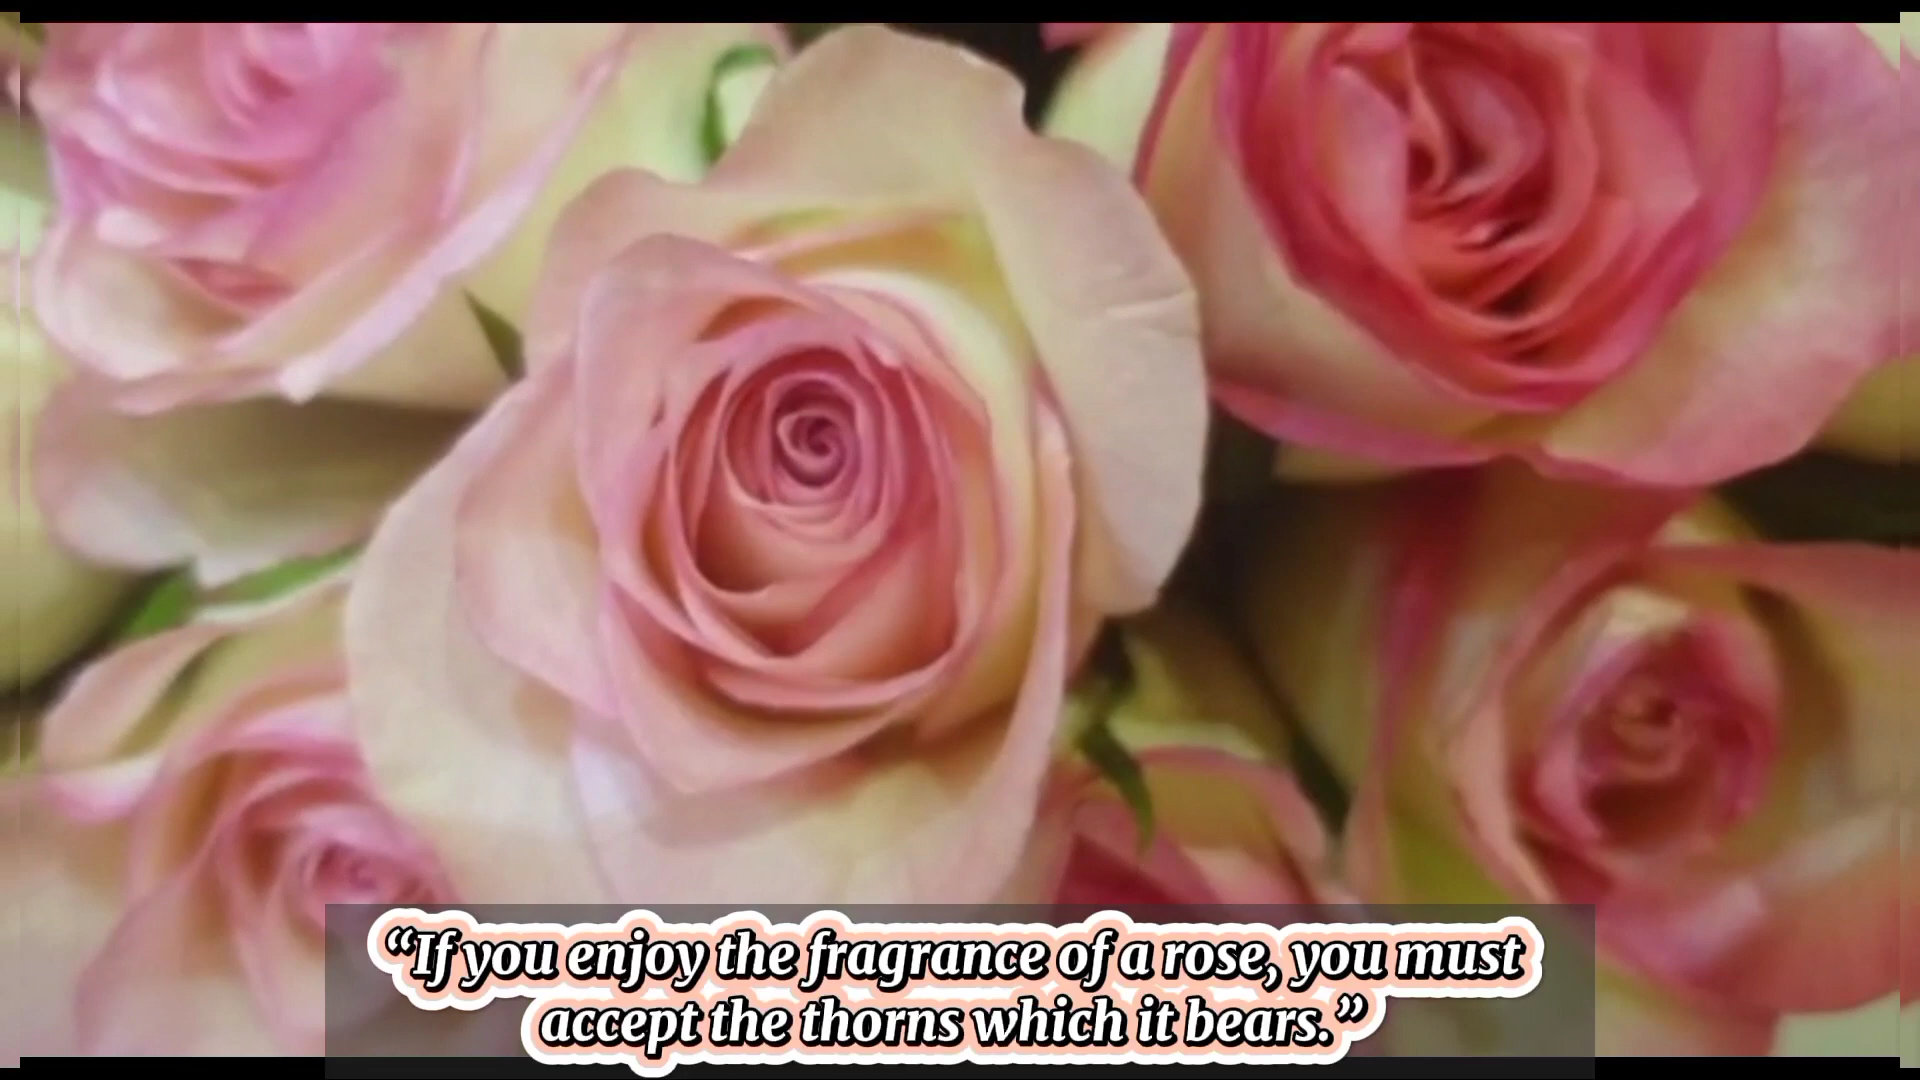 “If you enjoy the fragrance of a rose, you must
accept the thorns which it bears.”